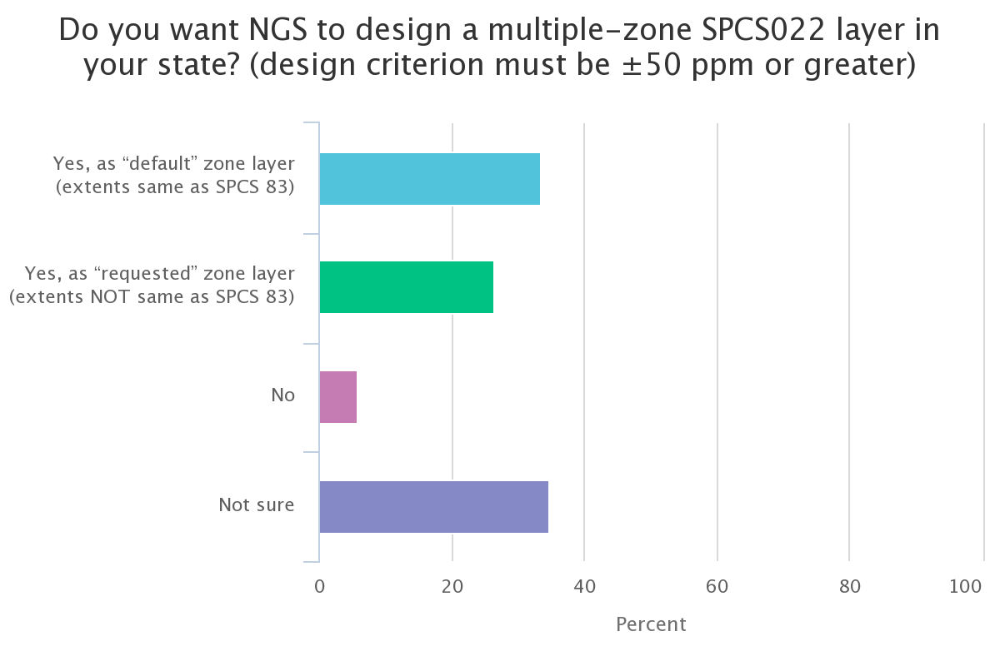 Do you want NGS to design a multiple-zone SPCS022 layer in
your state? (design criterion must be ±50 ppm or greater)
Yes, as “default” zone layer
(extents same as SPCS 83)
Yes, as “requested” zone layer
(extents NOT same as SPCS 83)
No
Not sure
0 20 40 60 80 100
Percent